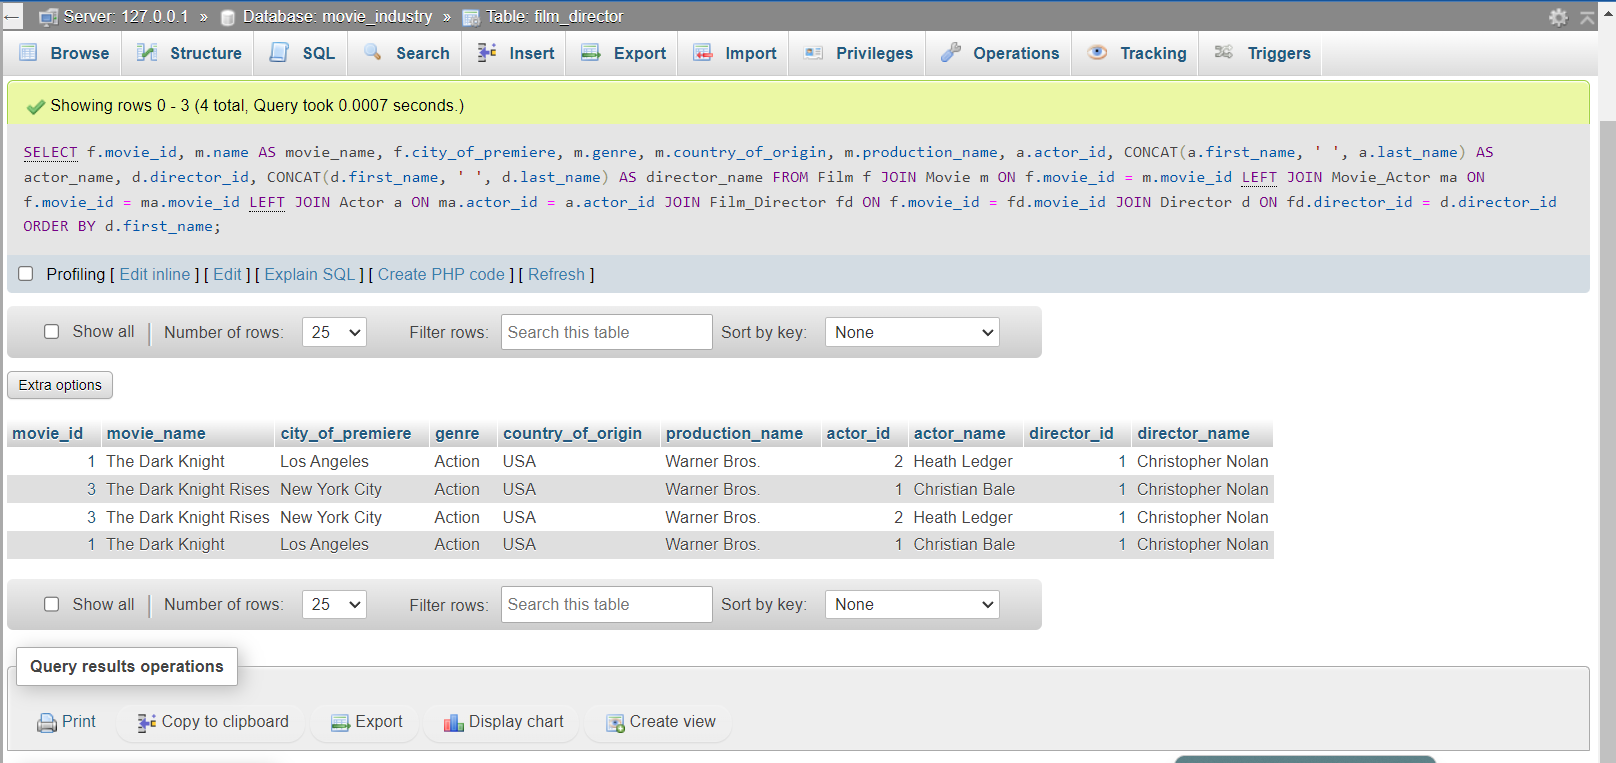 Server: 127.0.0.1 » Database: movie_industry » Table: film_director
Browse Structure SQL Search Insert Export Import Privileges Operations Tracking Triggers
Showing rows 0 - 3 (4 total, Query took 0.0007 seconds.)
SELECT f.movie_id, m.name AS movie_name, f.city_of_premiere, m.genre, m.country_of_origin, m.production_name, a.actor_id, CONCAT(a.first_name, ' ', a.last_name) AS
actor_name, d.director_id, CONCAT(d.first_name, ' ', d.last_name) AS director_name FROM Film f JOIN Movie m ON f.movie_id = m.movie_id LEFT JOIN Movie_Actor ma ON
f.movie_id = ma.movie_id LEFT JOIN Actor a ON ma.actor_id = a.actor_id JOIN Film_Director fd ON f.movie_id = fd.movie_id JOIN Director d ON fd.director_id = d.director_id
ORDER BY d.first_name;
Profiling [ Edit inline ] [ Edit ] [ Explain SQL ] [ Create PHP code ] [ Refresh ]
Show all Number of rows: 25 Filter rows: Search this table Sort by key: None
Extra options
movie_id movie_name city_of_premiere genre country_of_origin production_name actor_id actor_name director_id director_name
1 The Dark Knight Los Angeles Action USA Warner Bros. 2 Heath Ledger 1 Christopher Nolan
3 The Dark Knight Rises New York City Action USA Warner Bros. 1 Christian Bale 1 Christopher Nolan
3 The Dark Knight Rises New York City Action USA Warner Bros. 2 Heath Ledger 1 Christopher Nolan
1 The Dark Knight Los Angeles Action USA Warner Bros. 1 Christian Bale 1 Christopher Nolan
Show all Number of rows: 25 Filter rows: Search this table Sort by key: None
Query results operations
Print Copy to clipboard Export Display chart Create view